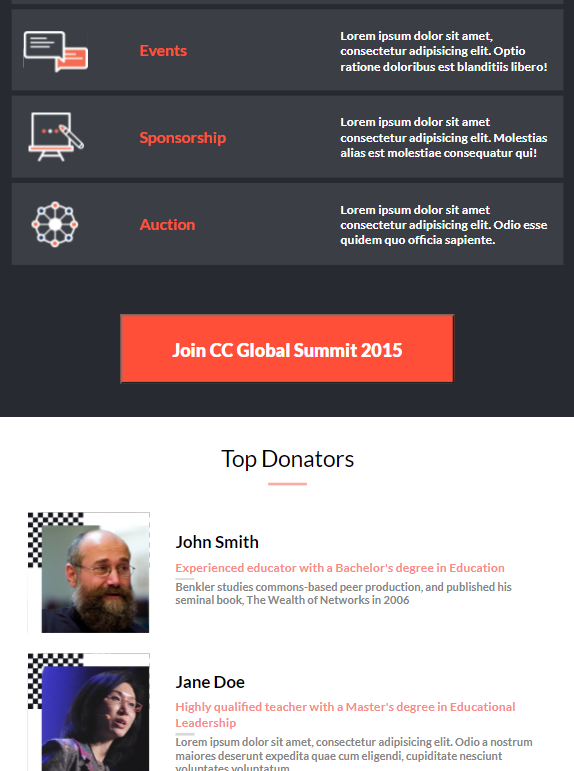 Events
Lorem ipsum dolor sit amet,
consectetur adipisicing elit. Optio
ratione doloribus est blanditiis libero!
Sponsorship
Lorem ipsum dolor sit amet
consectetur adipisicing elit. Molestias
alias est molestiae consequatur qui!
Auction
Lorem ipsum dolor sit amet
consectetur adipisicing elit. Odio esse
quidem quo officia sapiente.
Join CC Global Summit 2015
Top Donators
John Smith
Experienced educator with a Bachelor's degree in Education
Benkler studies commons-based peer production, and published his
seminal book, The Wealth of Networks in 2006
Jane Doe
Highly qualified teacher with a Master's degree in Educational
Leadership
Lorem ipsum dolor sit amet, consectetur adipisicing elit. Odio a nostrum
maiores deserunt expedita quae cum eligendi, cupiditate nesciunt
voluptates voluptatum